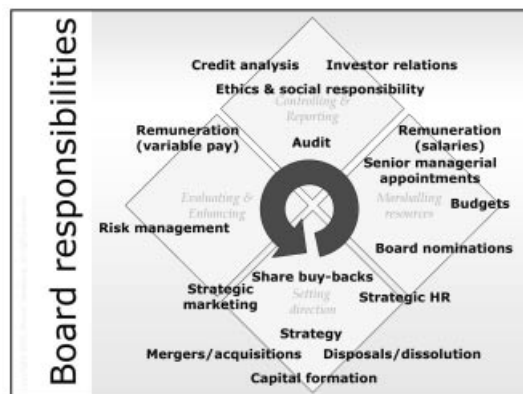 Board responsibilities
Credit analysis
Investor relations
Ethics & social responsibility
Controlling &
Reporting
Audit
Remuneration
(variable pay)
Remuneration
(salaries)
Senior managerial
appointments
Evaluating &
Enhancing
Marshalling
resources
Budgets
Risk management
Board nominations
Share buy-backs
Strategic
marketing
Setting
direction
Strategic HR
Strategy
Mergers/acquisitions
Disposals/dissolution
Capital formation